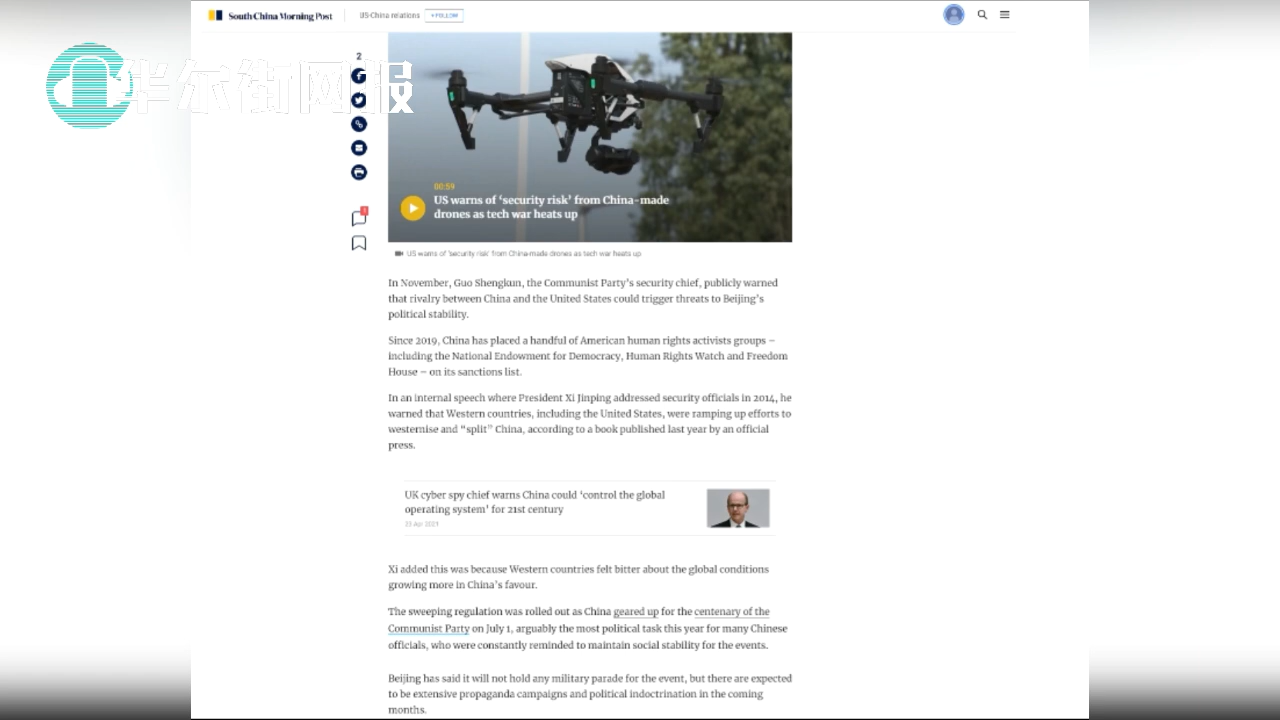 South China Morning Post
US-China relations
+ FOLLOW
2
华尔街网报
00:59
US warns of ‘security risk’ from China-made
drones as tech war heats up
US warns of ‘security risk’ from China-made drones as tech war heats up
In November, Guo Shengkun, the Communist Party’s security chief, publicly warned
that rivalry between China and the United States could trigger threats to Beijing’s
political stability.
Since 2019, China has placed a handful of American human rights activists groups –
including the National Endowment for Democracy, Human Rights Watch and Freedom
House – on its sanctions list.
In an internal speech where President Xi Jinping addressed security officials in 2014, he
warned that Western countries, including the United States, were ramping up efforts to
westernise and “split” China, according to a book published last year by an official
press.
UK cyber spy chief warns China could ‘control the global
operating system’ for 21st century
23 Apr 2021
Xi added this was because Western countries felt bitter about the global conditions
growing more in China’s favour.
The sweeping regulation was rolled out as China geared up for the centenary of the
Communist Party on July 1, arguably the most political task this year for many Chinese
officials, who were constantly reminded to maintain social stability for the events.
Beijing has said it will not hold any military parade for the event, but there are expected
to be extensive propaganda campaigns and political indoctrination in the coming
months.